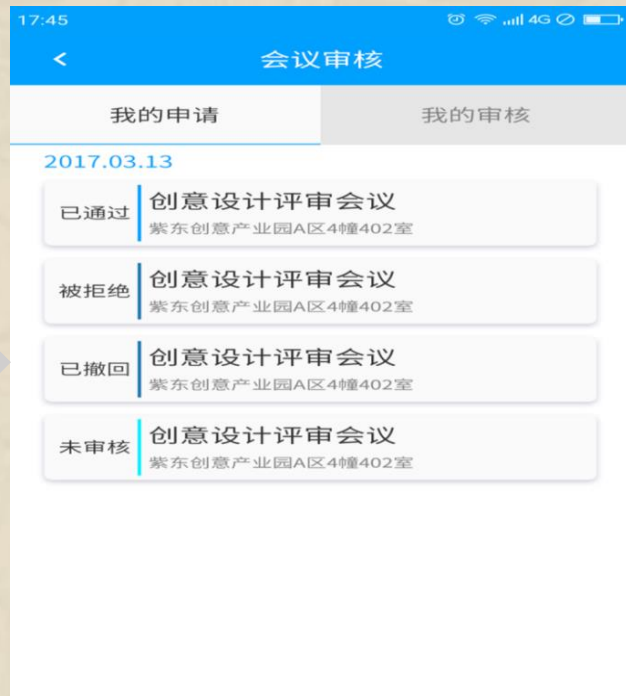 17:45
4G
会议审核
我的申请
我的审核
2017.03.13
已通过
创意设计评审会议
紫东创意产业园A区4幢402室
被拒绝
创意设计评审会议
紫东创意产业园A区4幢402室
已撤回
创意设计评审会议
紫东创意产业园A区4幢402室
未审核
创意设计评审会议
紫东创意产业园A区4幢402室